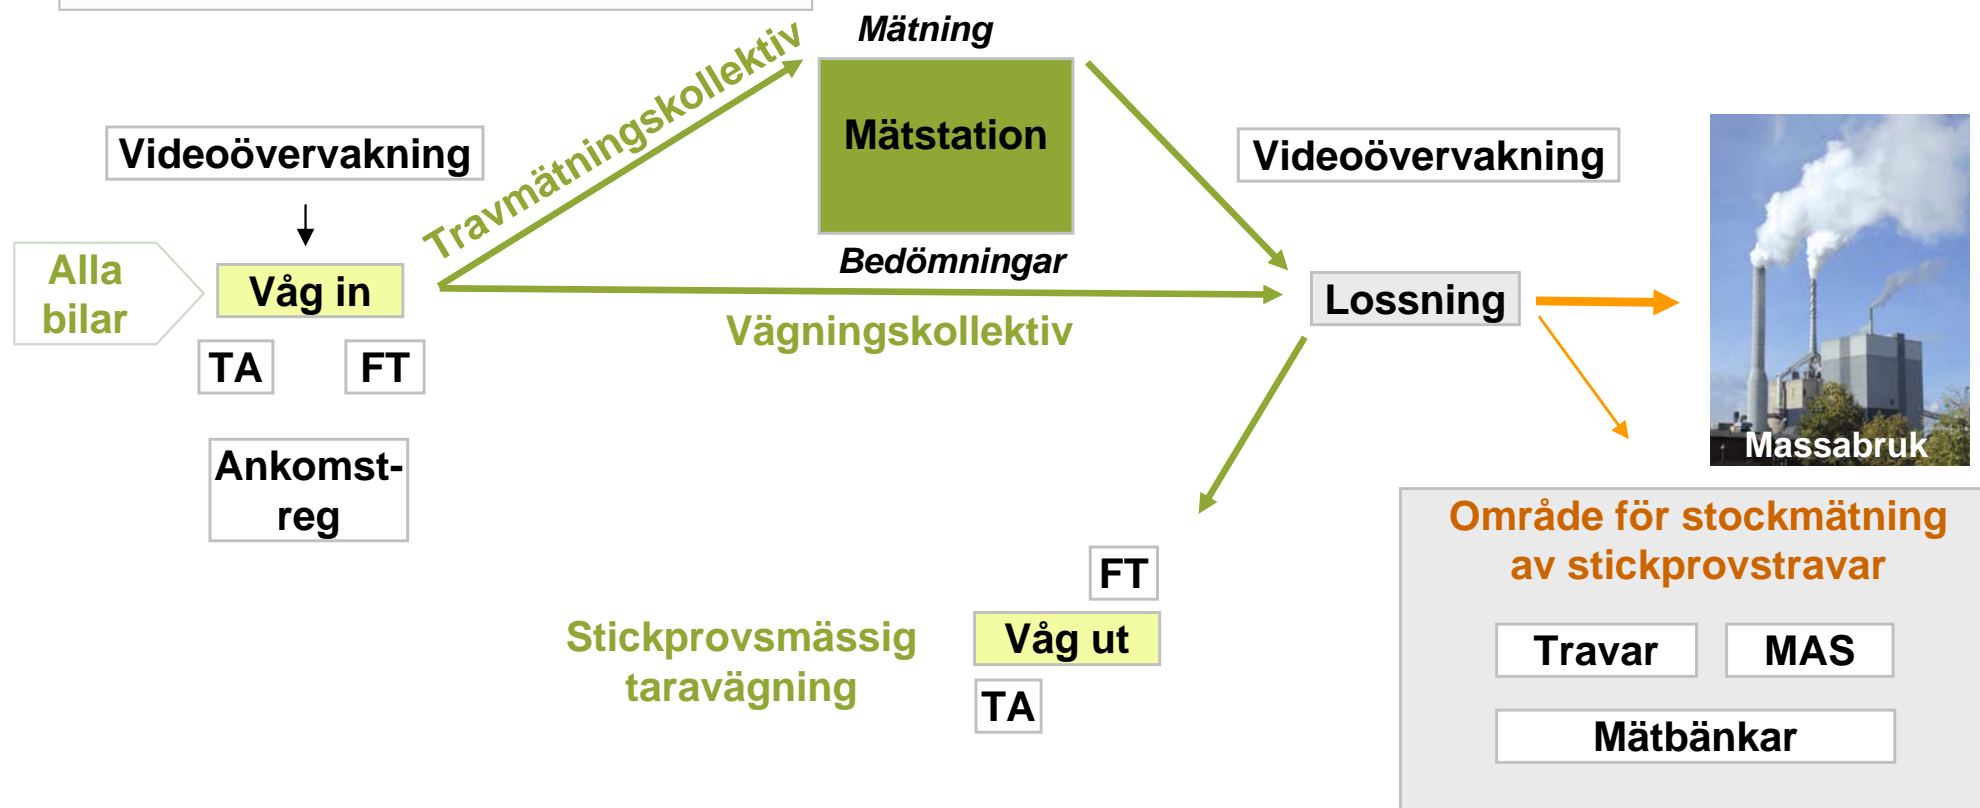 Mätning
Travmätningskollektiv
Mätstation
Videoövervakning
Videoövervakning
Bedömningar
Alla
bilar
Våg in
Lossning
Vägningskollektiv
TA
FT
Massabruk
Ankomst-
reg
Område för stockmätning
av stickprovstravar
FT
Stickprovsmässig
taravägning
Våg ut
TA
Travar
MAS
Mätbänkar